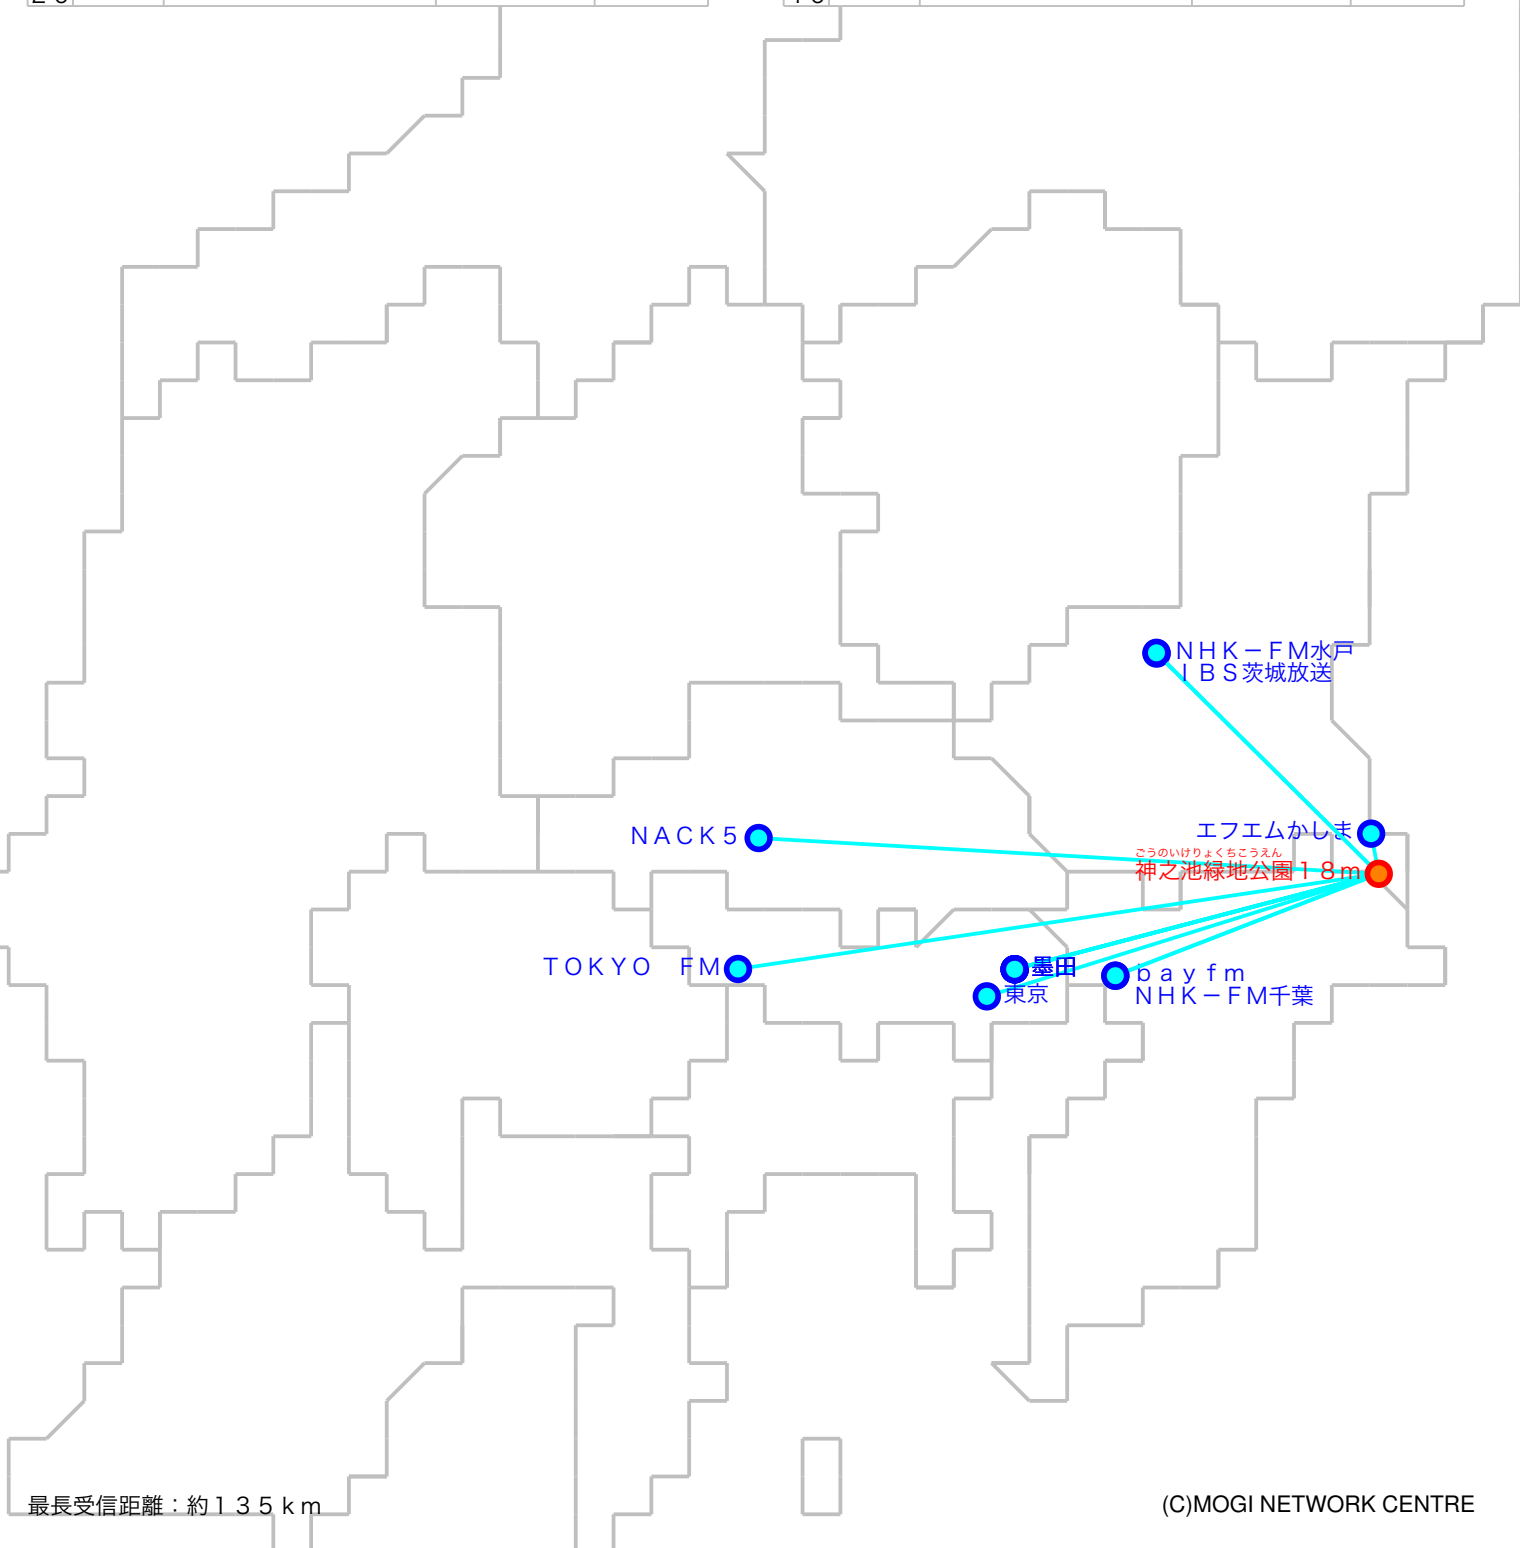 ＮＨＫ－ＦＭ水戸
ＩＢＳ茨城放送
ＮＡＣＫ５
エフエムかしま
ごうのいけりょくちこうえん
神之池緑地公園１８ｍ
ＴＯＫＹＯ　ＦＭ
墨田
東京
ｂａｙｆｍ
ＮＨＫ－ＦＭ千葉
最長受信距離：約１３５ｋｍ
(C)MOGI NETWORK CENTRE